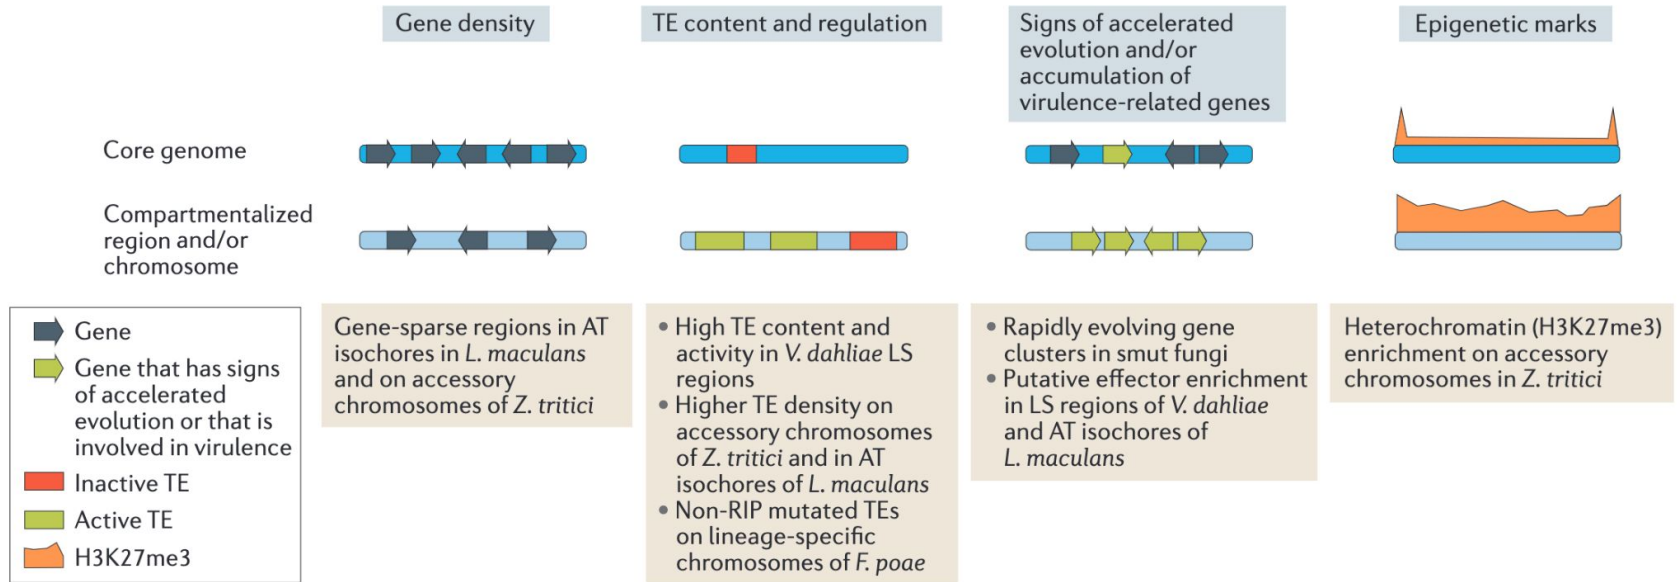 Gene density
TE content and regulation
Signs of accelerated
evolution and/or
accumulation of
virulence-related genes
Epigenetic marks
Core genome
Compartmentalized
region and/or
chromosome
Gene
Gene that has signs
of accelerated
evolution or that is
involved in virulence
Inactive TE
Active TE
H3K27me3
Gene-sparse regions in AT
isochores in L. maculans
and on accessory
chromosomes of Z. tritici
• High TE content and
activity in V. dahliae LS
regions
• Higher TE density on
accessory chromosomes
of Z. tritici and in AT
isochores of L. maculans
• Non-RIP mutated TEs
on lineage-specific
chromosomes of F. poae
• Rapidly evolving gene
clusters in smut fungi
• Putative effector enrichment
in LS regions of V. dahliae
and AT isochores of
L. maculans
Heterochromatin (H3K27me3)
enrichment on accessory
chromosomes in Z. tritici